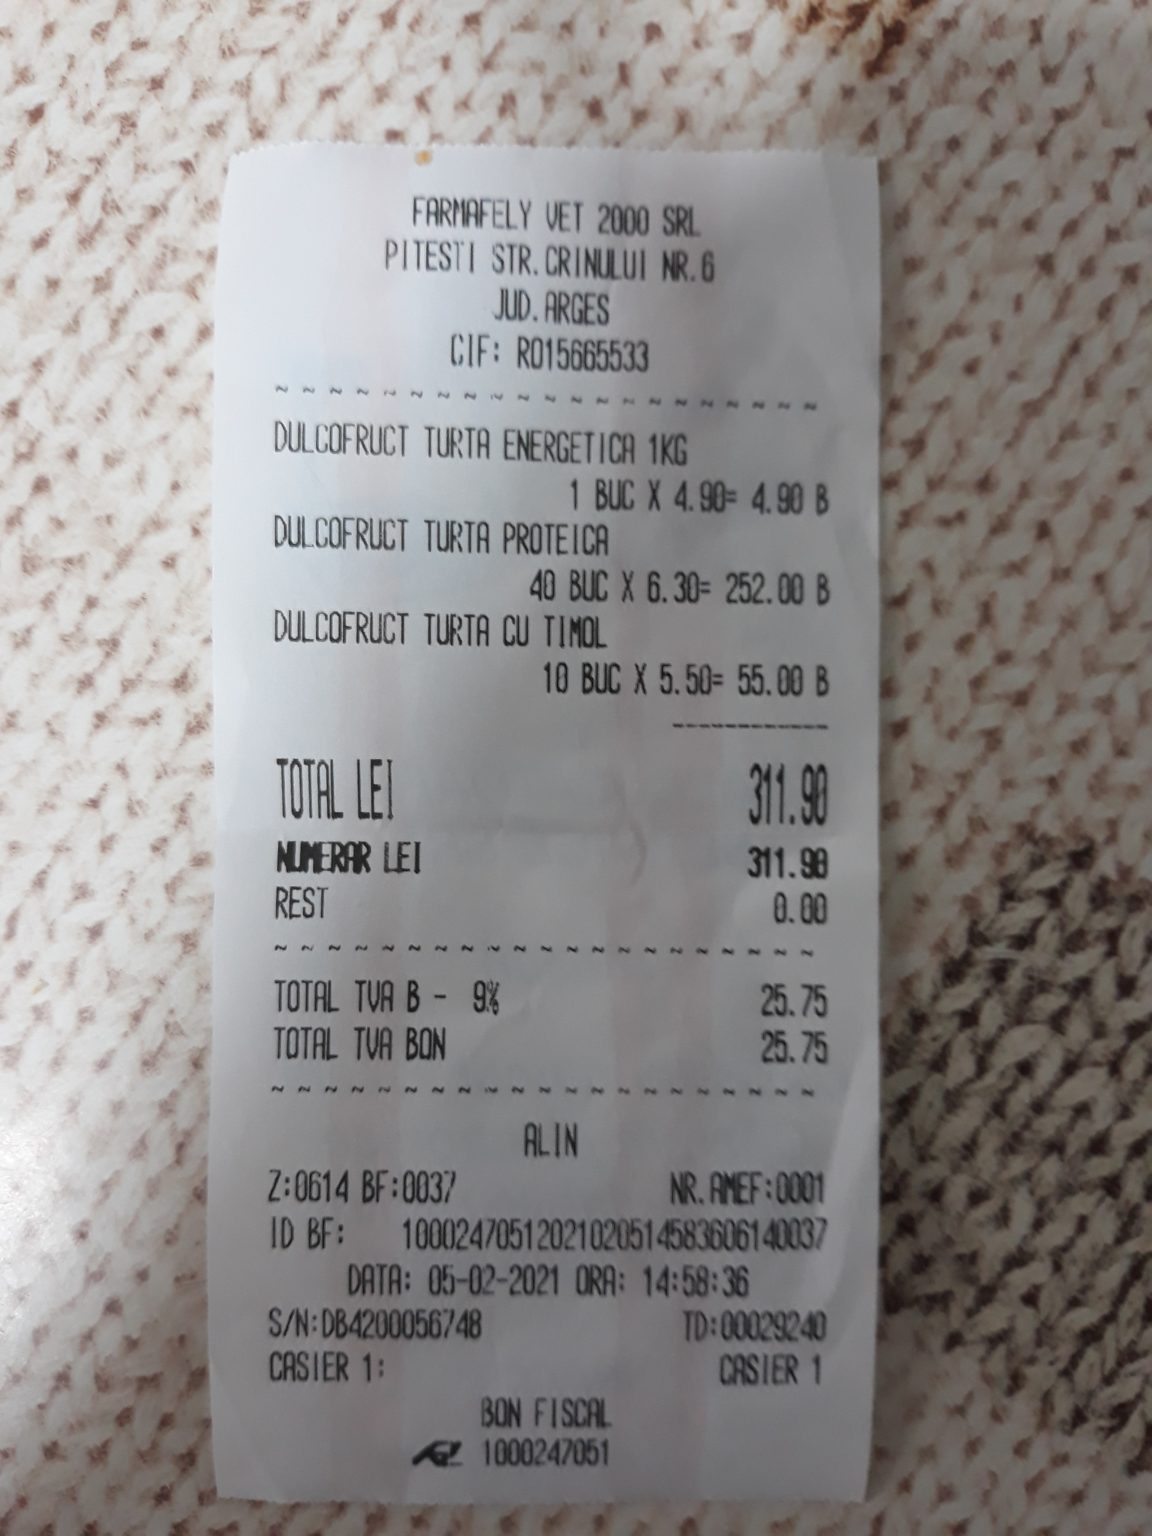 FARMAFELY VET 2000 SRL
PITESTI STR.CRINULUI NR.6
JUD.ARGES
CIF: RO15665533
DULCOFRUCT TURTA ENERGETICA 1KG
1 BUC X 4.90= 4.90 B
DULCOFRUCT TURTA PROTEICA
40 BUC X 6.30= 252.00 B
DULCOFRUCT TURTA CU TIMOL
10 BUC X 5.50= 55.00 B
TOTAL LEI 311.90
NUMERAR LEI 311.90
REST 0.00
TOTAL TVA B - 9% 25.75
TOTAL TVA BON 25.75
ALIN
Z:0614 BF:0037 NR.AMEF:0001
ID BF: 10002470512021020514583606140037
DATA: 05-02-2021 ORA: 14:58:36
S/N:DB4200056748 TD:00029240
CASIER 1: CASIER 1
BON FISCAL
1000247051